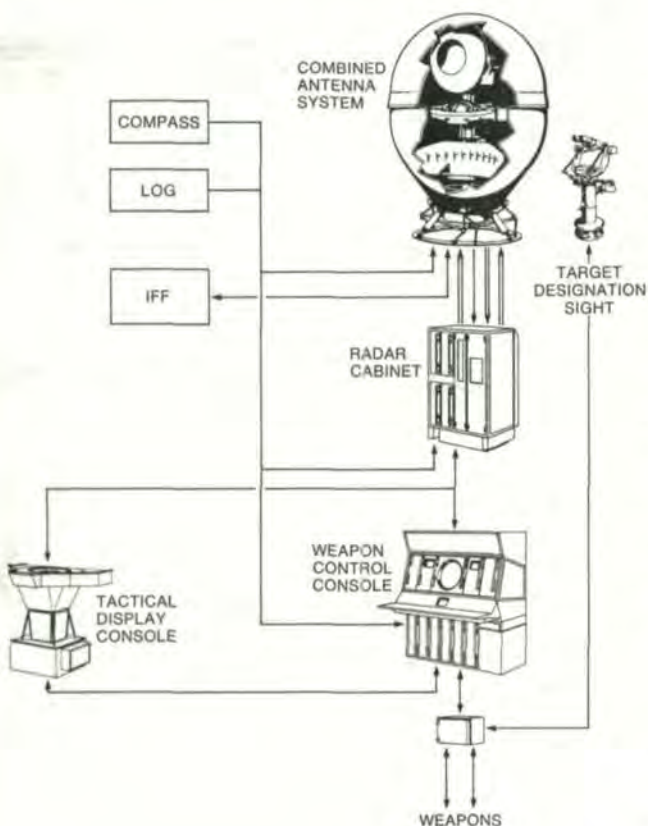 COMBINED
ANTENNA
SYSTEM
COMPASS
LOG
IFF
TARGET
DESIGNATION
SIGHT
RADAR
CABINET
WEAPON
CONTROL
CONSOLE
TACTICAL
DISPLAY
CONSOLE
WEAPONS